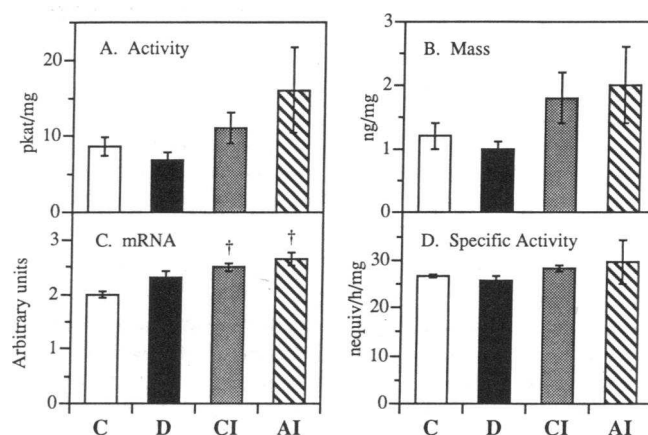 A. Activity
20
10
0
pkat/mg
B. Mass
3
2
1
0
ng/mg
C. mRNA
† †
3
2
1
0
Arbitrary units
C D CI AI
D. Specific Activity
30
20
10
0
nequiv/h/mg
C D CI AI